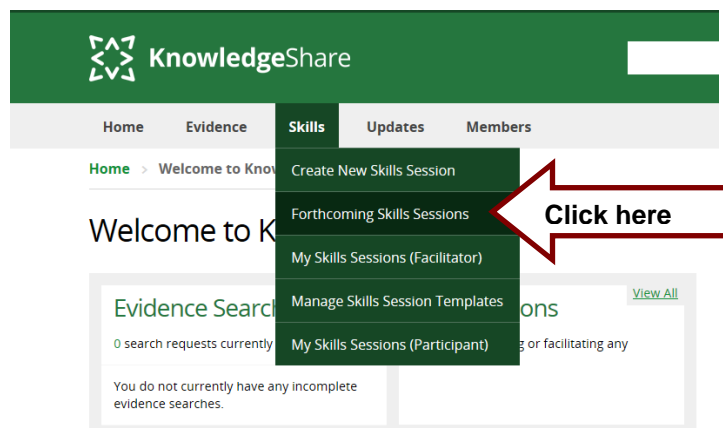 KnowledgeShare
Home Evidence Skills Updates Members
Home > Welcome to Know
Create New Skills Session
Forthcoming Skills Sessions
Click here
Welcome to K
My Skills Sessions (Facilitator)
Manage Skills Session Templates
My Skills Sessions (Participant)
View All
Evidence Searc
ons
0 search requests currently
or facilitating any
You do not currently have any incomplete
evidence searches.